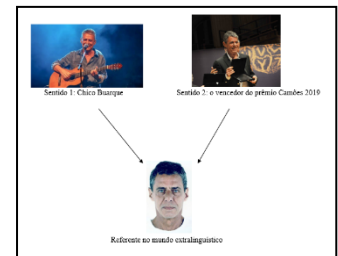 Sentido 1: Chico Buarque
Sentido 2: o vencedor do prêmio Camões 2019
Referente no mundo extralinguístico